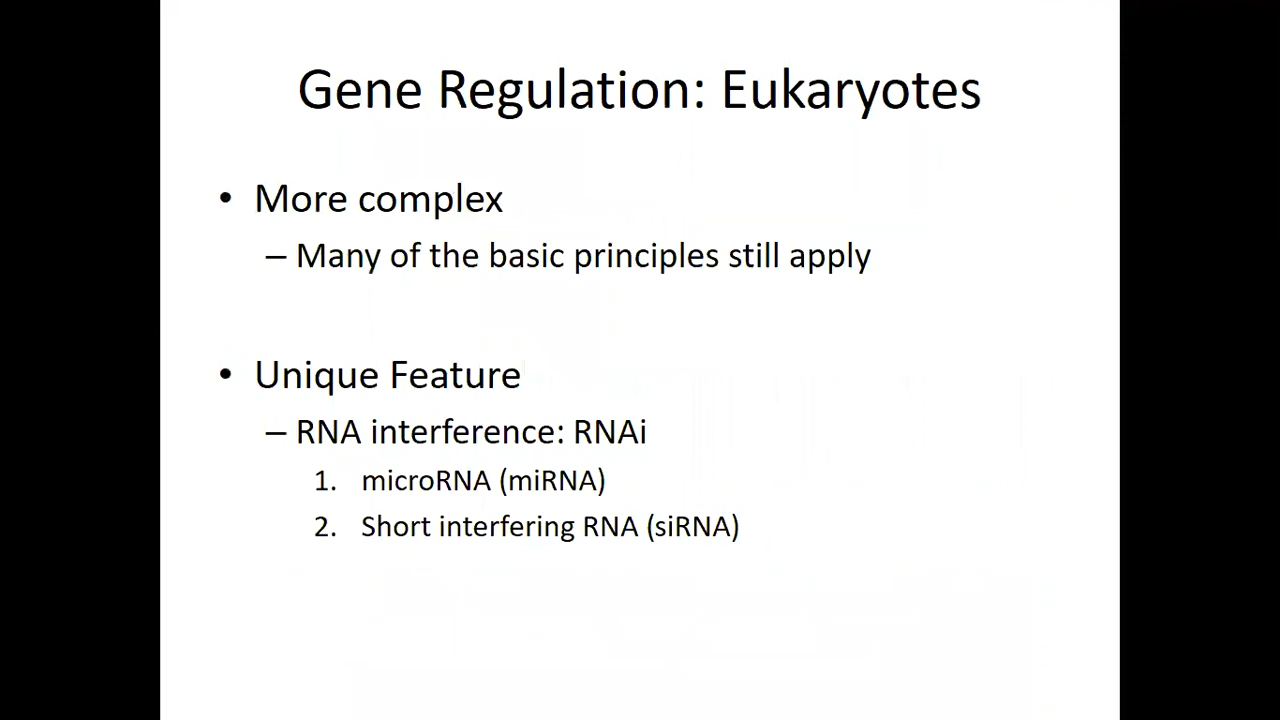 Gene Regulation: Eukaryotes
• More complex
– Many of the basic principles still apply
• Unique Feature
– RNA interference: RNAi
1. microRNA (miRNA)
2. Short interfering RNA (siRNA)